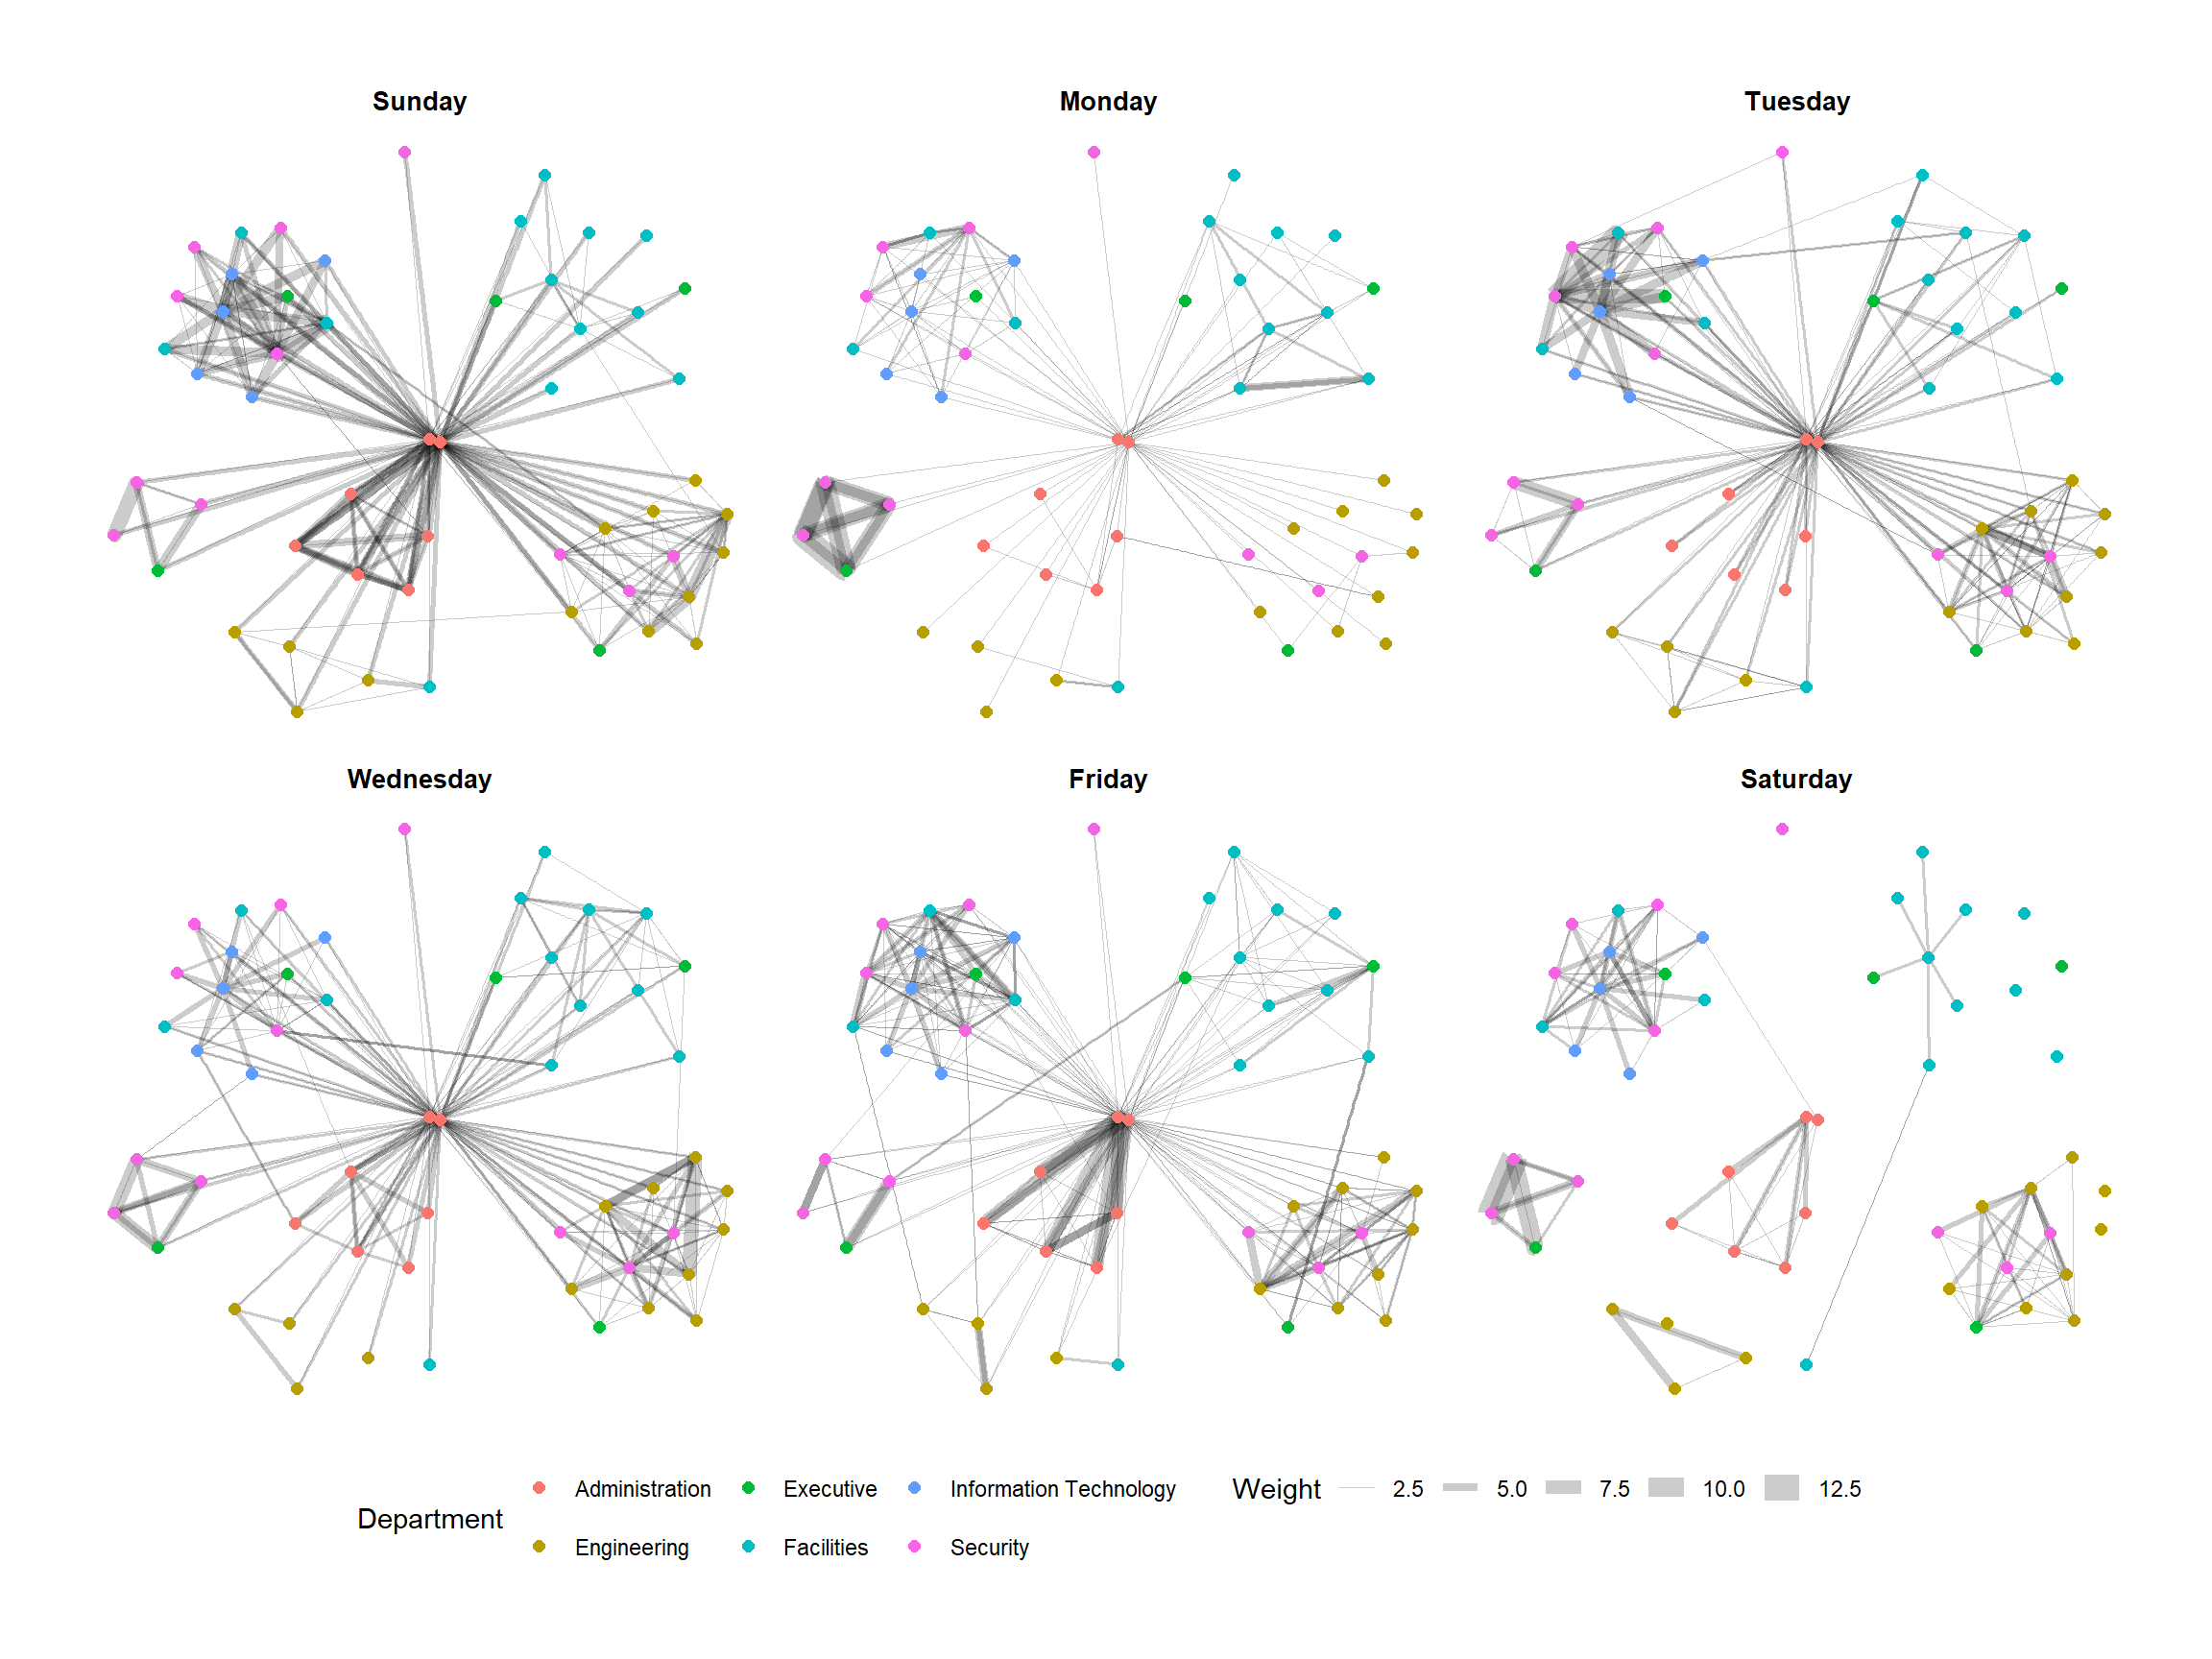 Sunday Monday Tuesday
Wednesday Friday Saturday
Department
Administration Executive Information Technology
Engineering Facilities Security
Weight 2.5 5.0 7.5 10.0 12.5